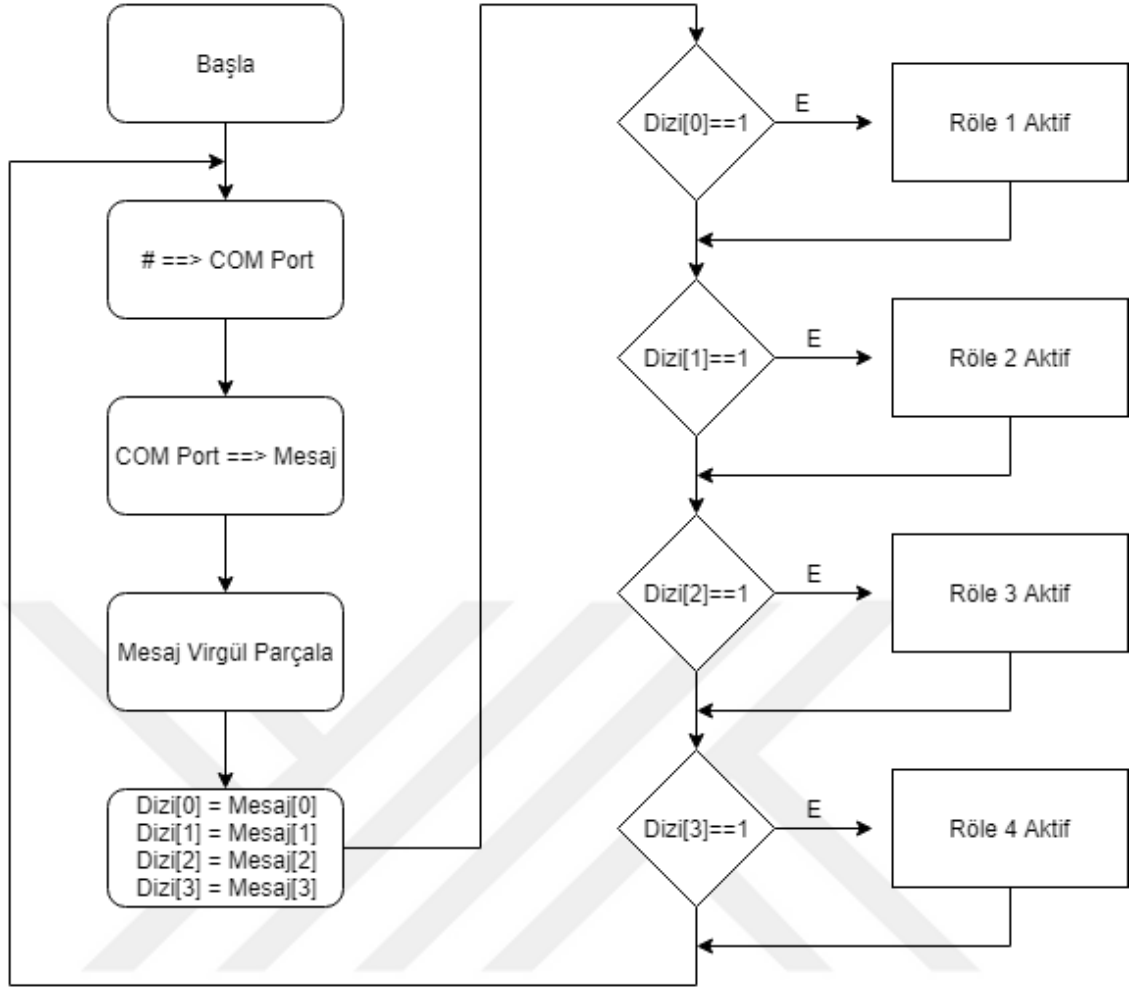 Başla
# ==> COM Port
COM Port ==> Mesaj
Mesaj Virgül Parçala
Dizi[0] = Mesaj[0]
Dizi[1] = Mesaj[1]
Dizi[2] = Mesaj[2]
Dizi[3] = Mesaj[3]
Dizi[0]==1
E
Röle 1 Aktif
Dizi[1]==1
E
Röle 2 Aktif
Dizi[2]==1
E
Röle 3 Aktif
Dizi[3]==1
E
Röle 4 Aktif